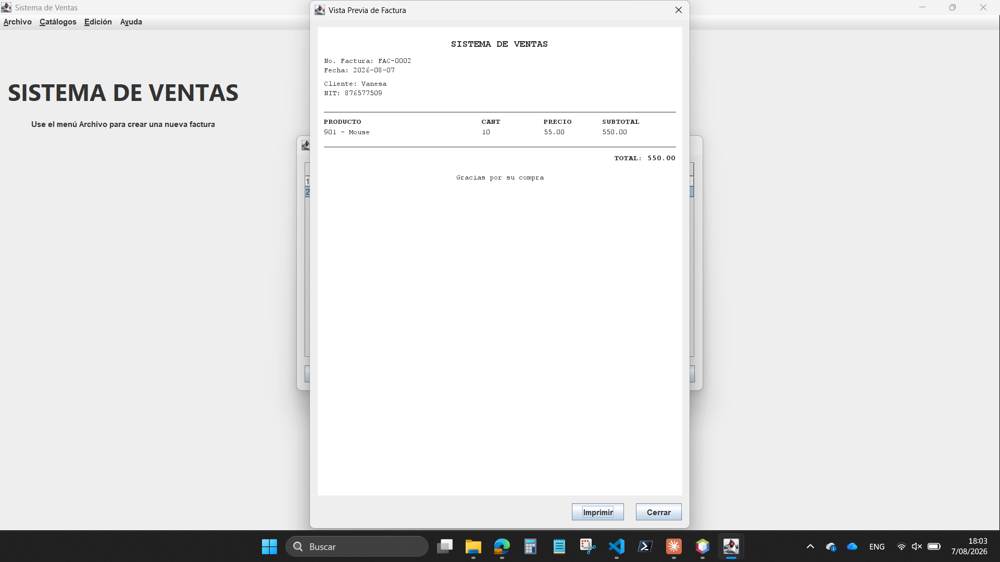 Sistema de Ventas
Archivo Catálogos Edición Ayuda
SISTEMA DE VENTAS
Use el menú Archivo para crear una nueva factura
1
2
Vista Previa de Factura
SISTEMA DE VENTAS
No. Factura: FAC-0002
Fecha: 2026-08-07
Cliente: Vanesa
NIT: 876577509
PRODUCTO CANT PRECIO SUBTOTAL
901 - Mouse 10 55.00 550.00
TOTAL: 550.00
Gracias por su compra
Imprimir Cerrar
Buscar
ENG
18:03
7/08/2026